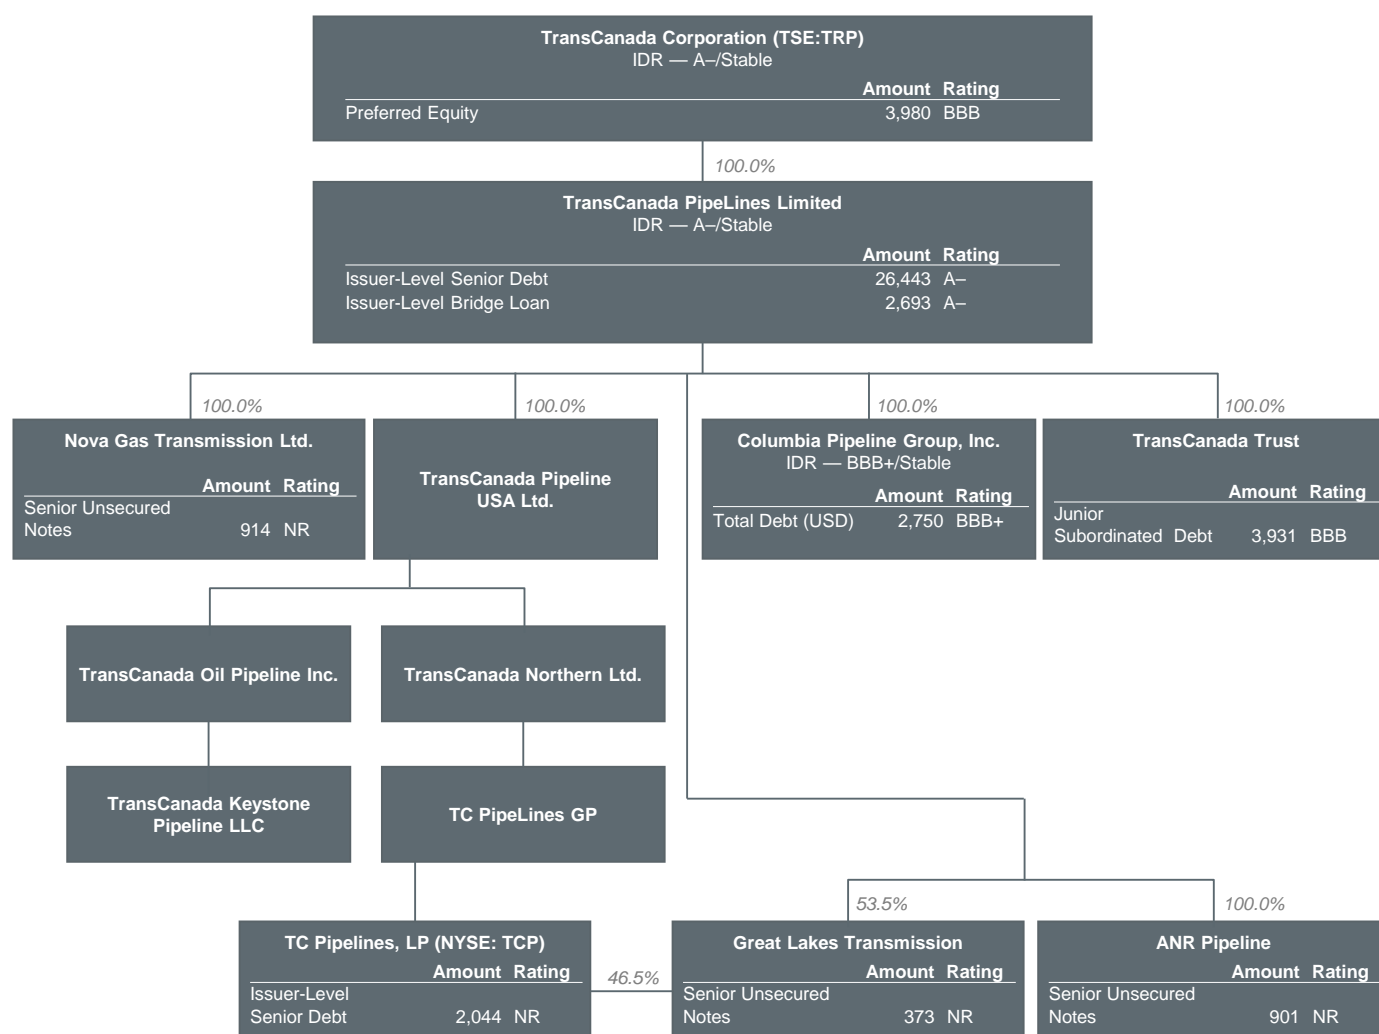 TransCanada Corporation (TSE:TRP)
IDR — A–/Stable
Amount Rating
Preferred Equity 3,980 BBB
100.0%
TransCanada PipeLines Limited
IDR — A–/Stable
Amount Rating
Issuer-Level Senior Debt 26,443 A–
Issuer-Level Bridge Loan 2,693 A–
100.0%
100.0%
100.0%
100.0%
Nova Gas Transmission Ltd.
Amount Rating
Senior Unsecured
Notes 914 NR
TransCanada Pipeline
USA Ltd.
Columbia Pipeline Group, Inc.
IDR — BBB+/Stable
Amount Rating
Total Debt (USD) 2,750 BBB+
TransCanada Trust
Amount Rating
Junior
Subordinated Debt 3,931 BBB
TransCanada Oil Pipeline Inc.
TransCanada Northern Ltd.
TransCanada Keystone
Pipeline LLC
TC PipeLines GP
53.5%
100.0%
TC Pipelines, LP (NYSE: TCP)
Amount Rating
Issuer-Level
Senior Debt 2,044 NR
46.5%
Great Lakes Transmission
Amount Rating
Senior Unsecured
Notes 373 NR
ANR Pipeline
Amount Rating
Senior Unsecured
Notes 901 NR